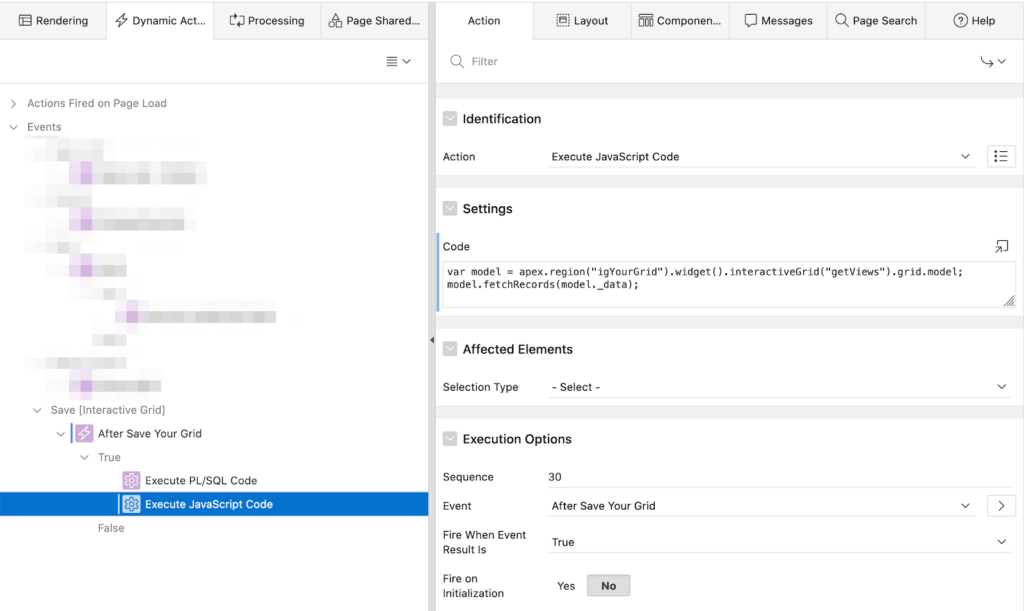 Rendering
Dynamic Act...
Processing
Page Shared...
Actions Fired on Page Load
Events
Save [Interactive Grid]
After Save Your Grid
True
Execute PL/SQL Code
Execute JavaScript Code
False
Action
Layout
Componen...
Messages
Page Search
Help
Filter
Identification
Action
Execute JavaScript Code
Settings
Code
var model = apex.region("igYourGrid").widget().interactiveGrid("getViews").grid.model;
model.fetchRecords(model._data);
Affected Elements
Selection Type
- Select -
Execution Options
Sequence
30
Event
After Save Your Grid
Fire When Event
Result Is
True
Fire on
Initialization
Yes
No